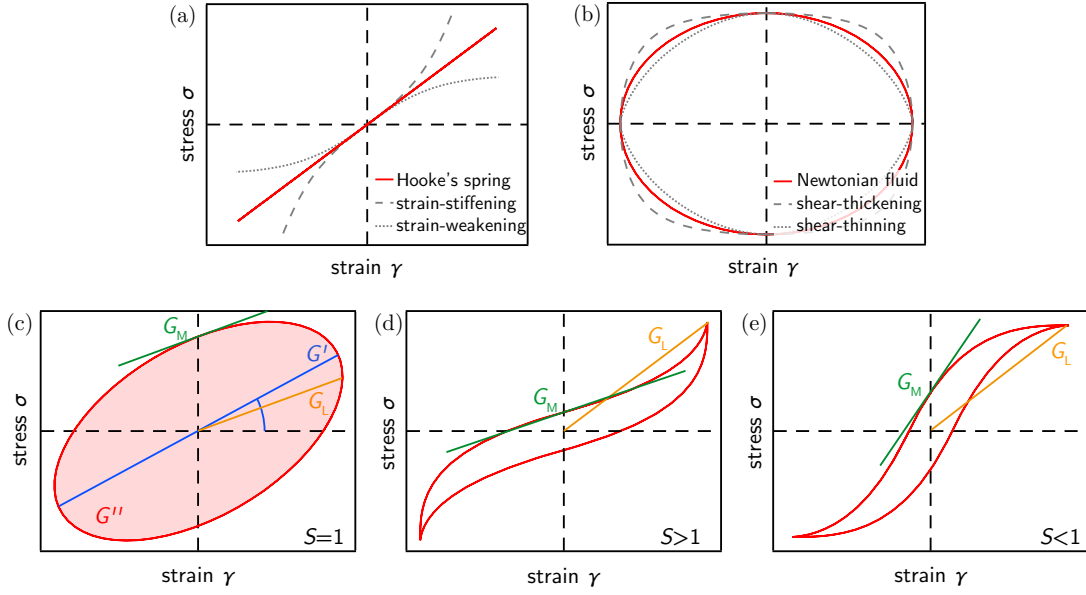 (a)
stress σ
Hooke's spring
strain-stiffening
strain-weakening
strain γ
(b)
stress σ
Newtonian fluid
shear-thickening
shear-thinning
strain γ
(c)
stress σ
G_M
G'
G_L
G''
S=1
strain γ
(d)
stress σ
G_L
G_M
S>1
strain γ
(e)
stress σ
G_L
G_M
S<1
strain γ